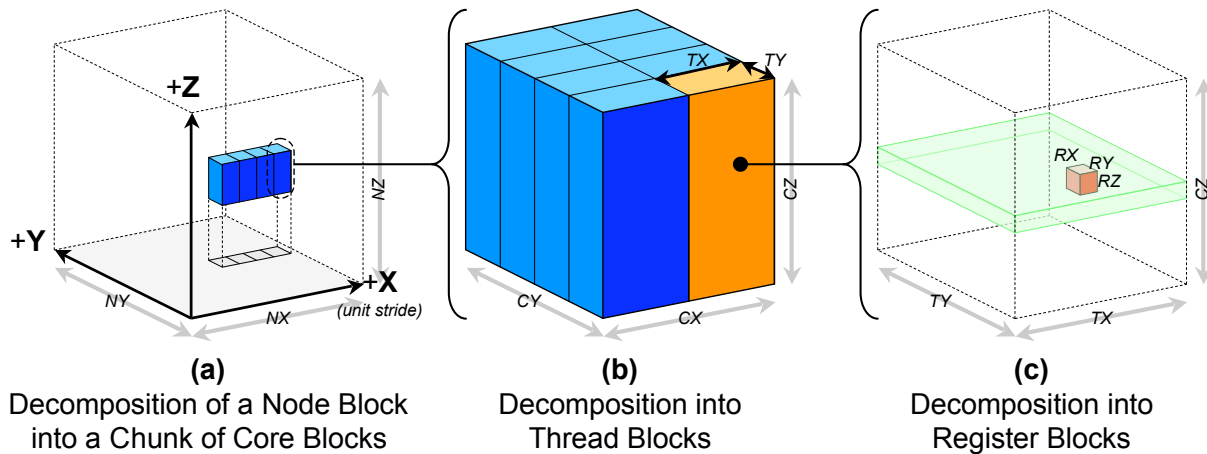 +Z
+Y
+X
(unit stride)
NY
NX
NZ
(a)
Decomposition of a Node Block
into a Chunk of Core Blocks
TX
TY
CZ
CY
CX
(b)
Decomposition into
Thread Blocks
RX
RY
RZ
CZ
TY
TX
(c)
Decomposition into
Register Blocks